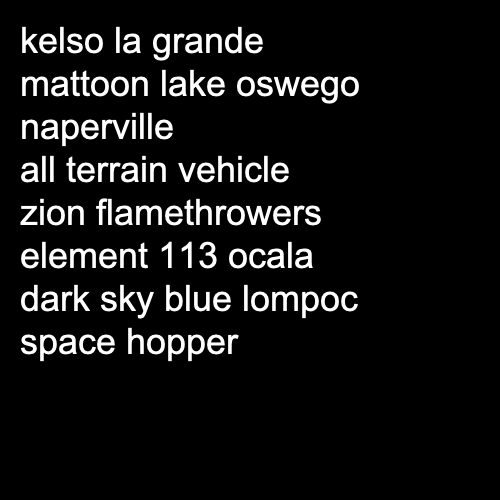 kelso la grande
mattoon lake oswego
naperville
all terrain vehicle
zion flamethrowers
element 113 ocala
dark sky blue lompoc
space hopper